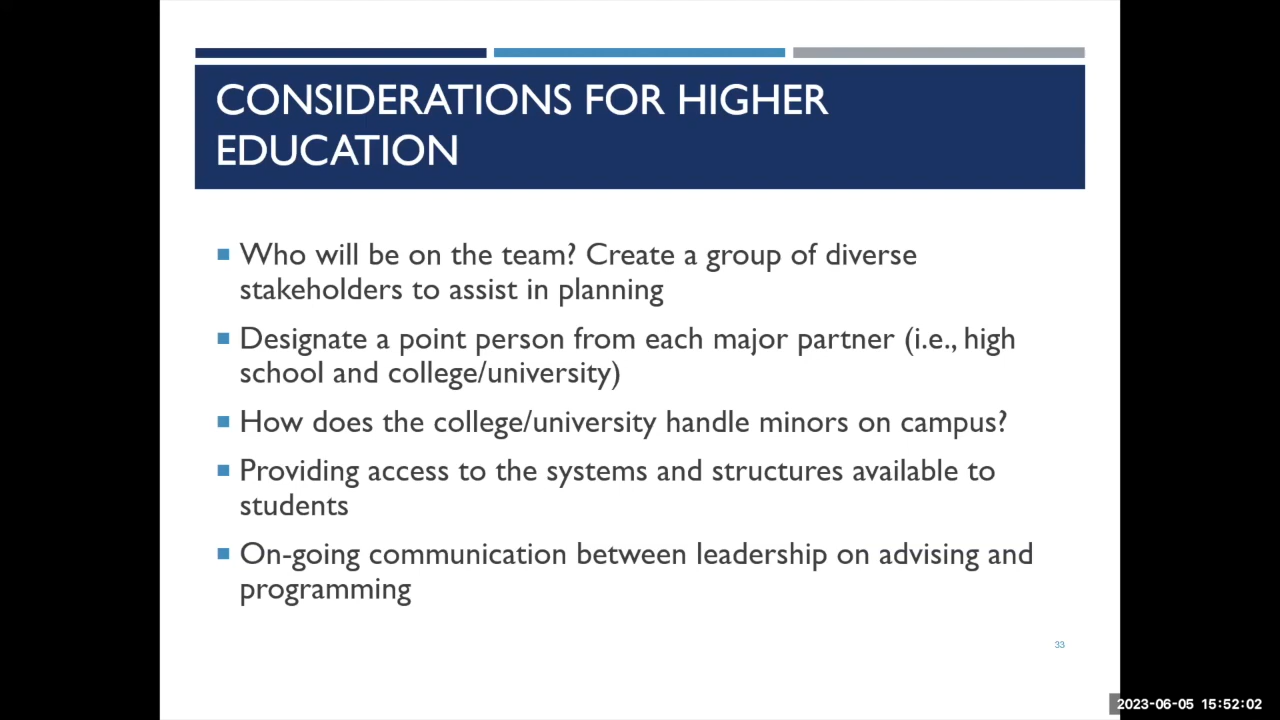 CONSIDERATIONS FOR HIGHER
EDUCATION
Who will be on the team? Create a group of diverse
stakeholders to assist in planning
Designate a point person from each major partner (i.e., high
school and college/university)
How does the college/university handle minors on campus?
Providing access to the systems and structures available to
students
On-going communication between leadership on advising and
programming
33
2023-06-05 15:52:02